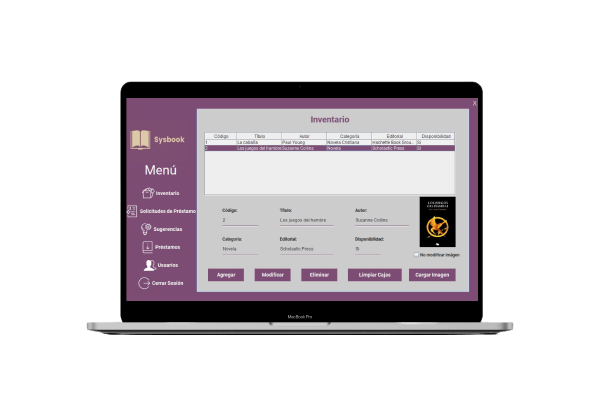 X
Sysbook
Menú
Inventario
Solicitudes de Préstamo
Sugerencias
Préstamos
Usuarios
Cerrar Sesión
Inventario
Código Título Autor Categoría Editorial Disponibilidad
1 La cabaña Paul Young Novela Cristiana Hachette Book Grou... Si
2 Los juegos del hambre Suzanne Collins Novela Scholastic Press Si
Código: Título: Autor:
2 Los juegos del hambre Suzanne Collins
Categoría: Editorial: Disponibilidad:
Novela Scholastic Press Si
LOS JUEGOS
DEL HAMBRE
No modificar imágen
Agregar Modificar Eliminar Limpiar Cajas Cargar Imagen
MacBook Pro